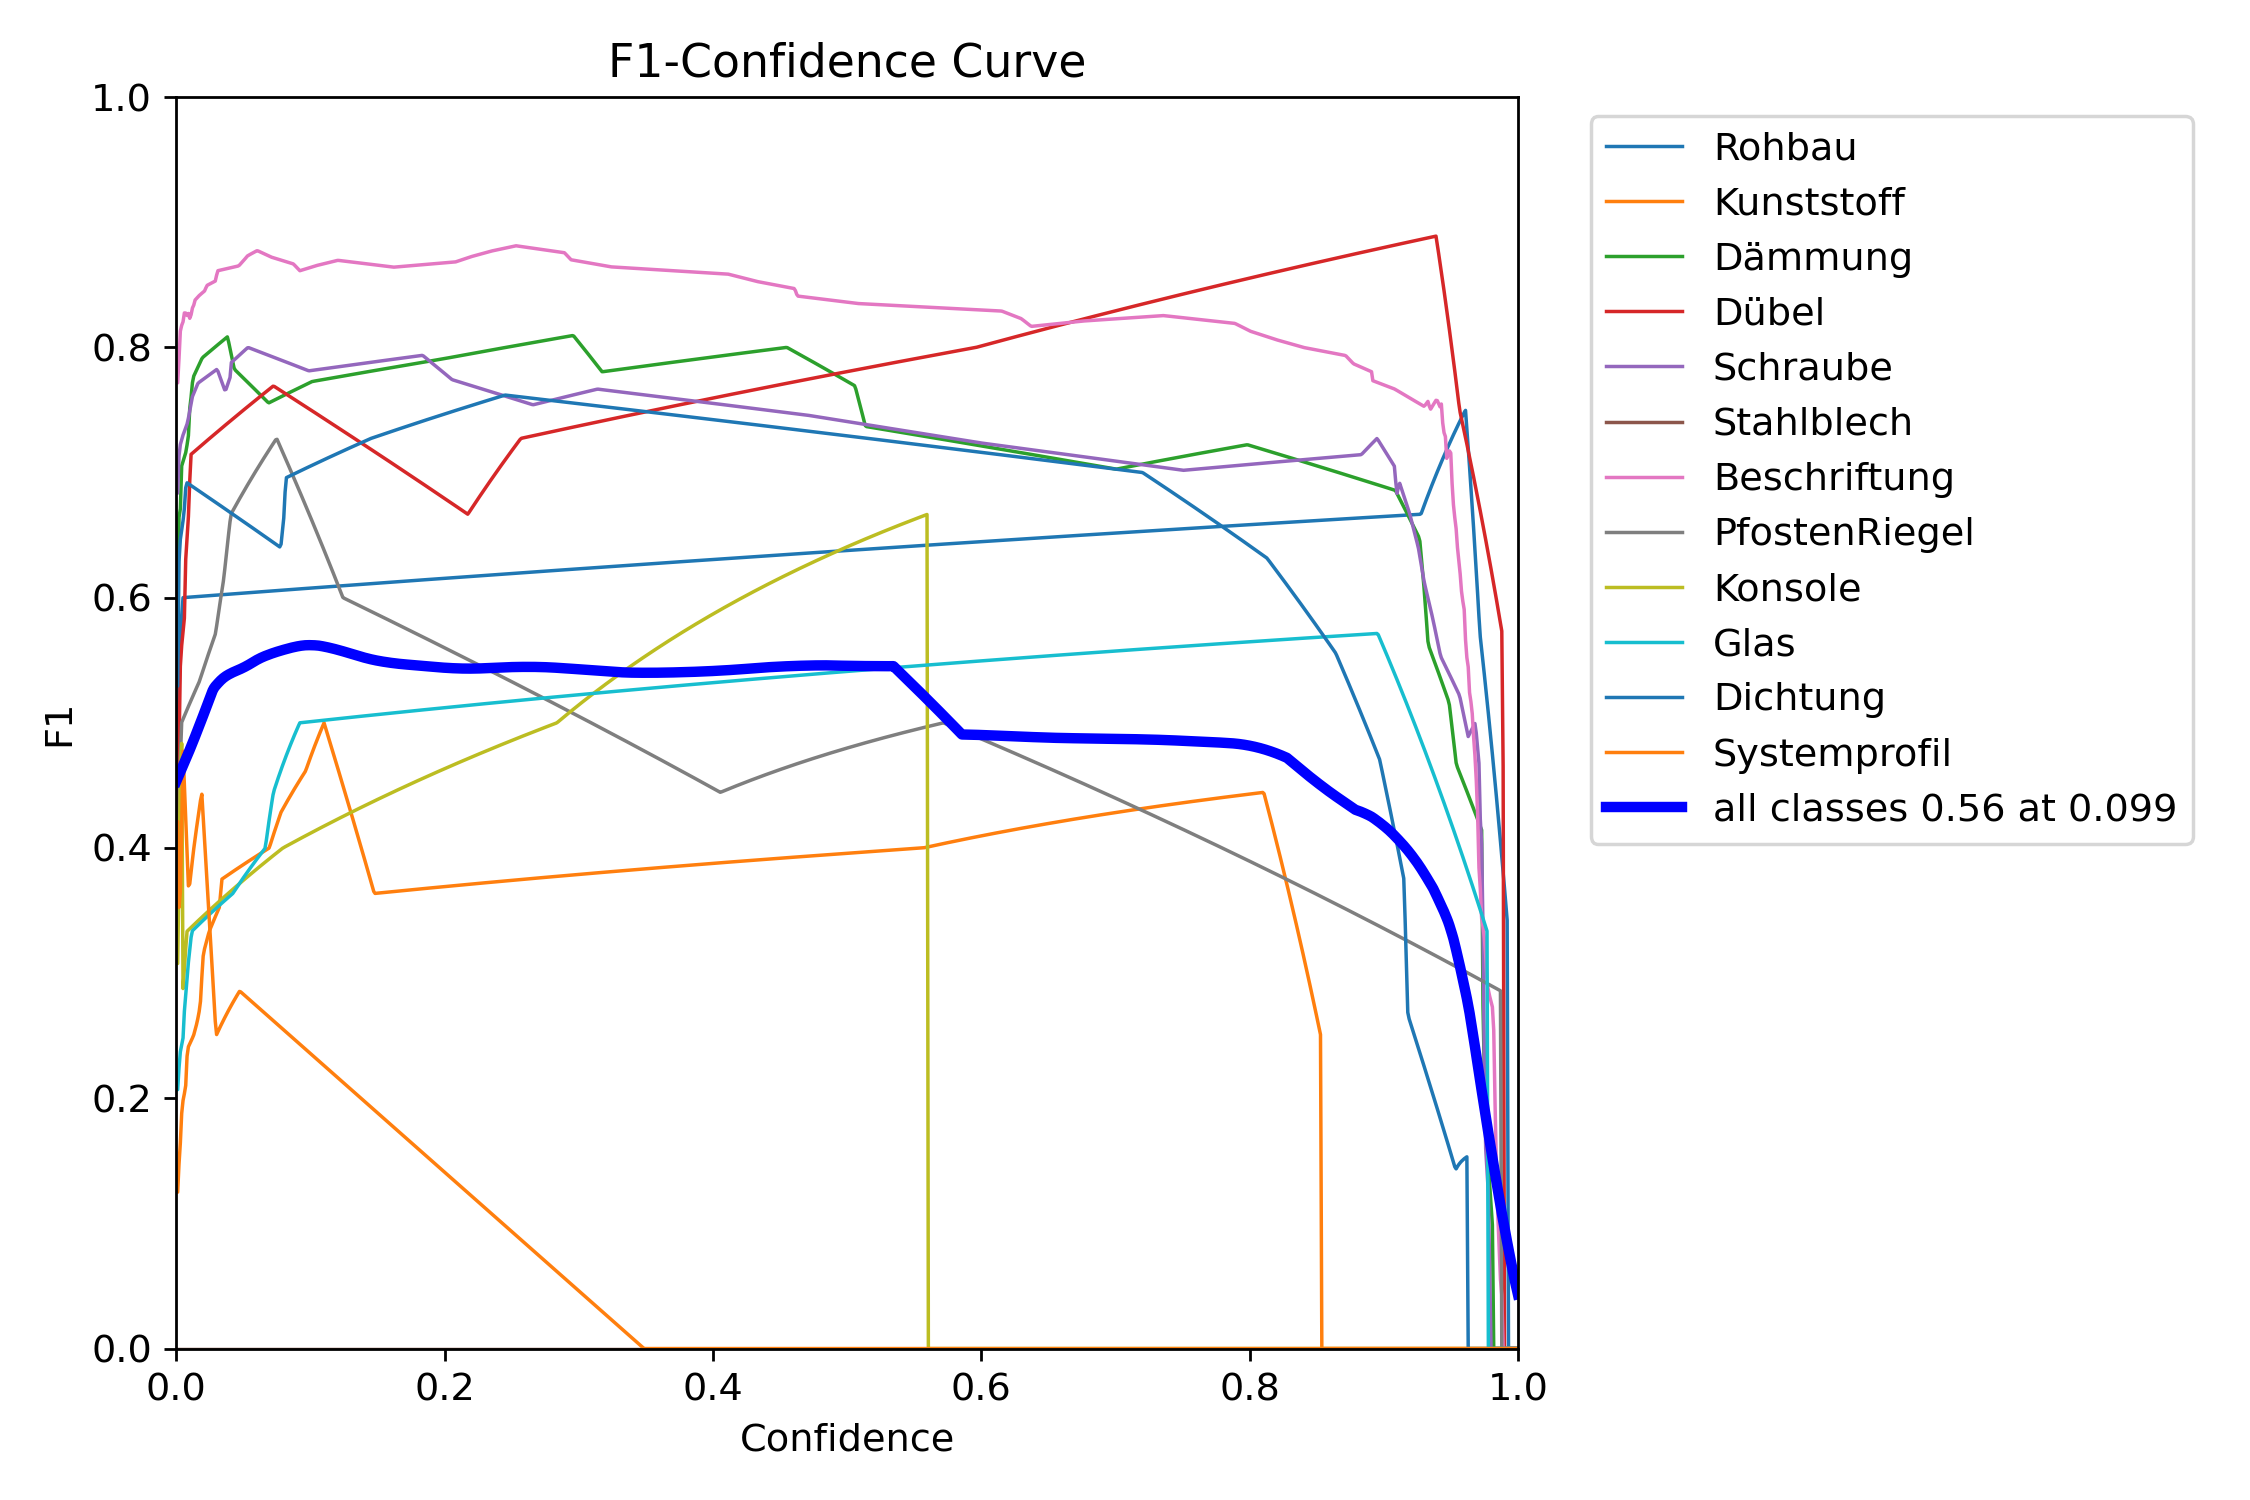 F1-Confidence Curve
1.0
0.8
0.6
0.4
0.2
0.0
F1
0.0 0.2 0.4 0.6 0.8 1.0
Confidence
Rohbau
Kunststoff
Dämmung
Dübel
Schraube
Stahlblech
Beschriftung
PfostenRiegel
Konsole
Glas
Dichtung
Systemprofil
all classes 0.56 at 0.099